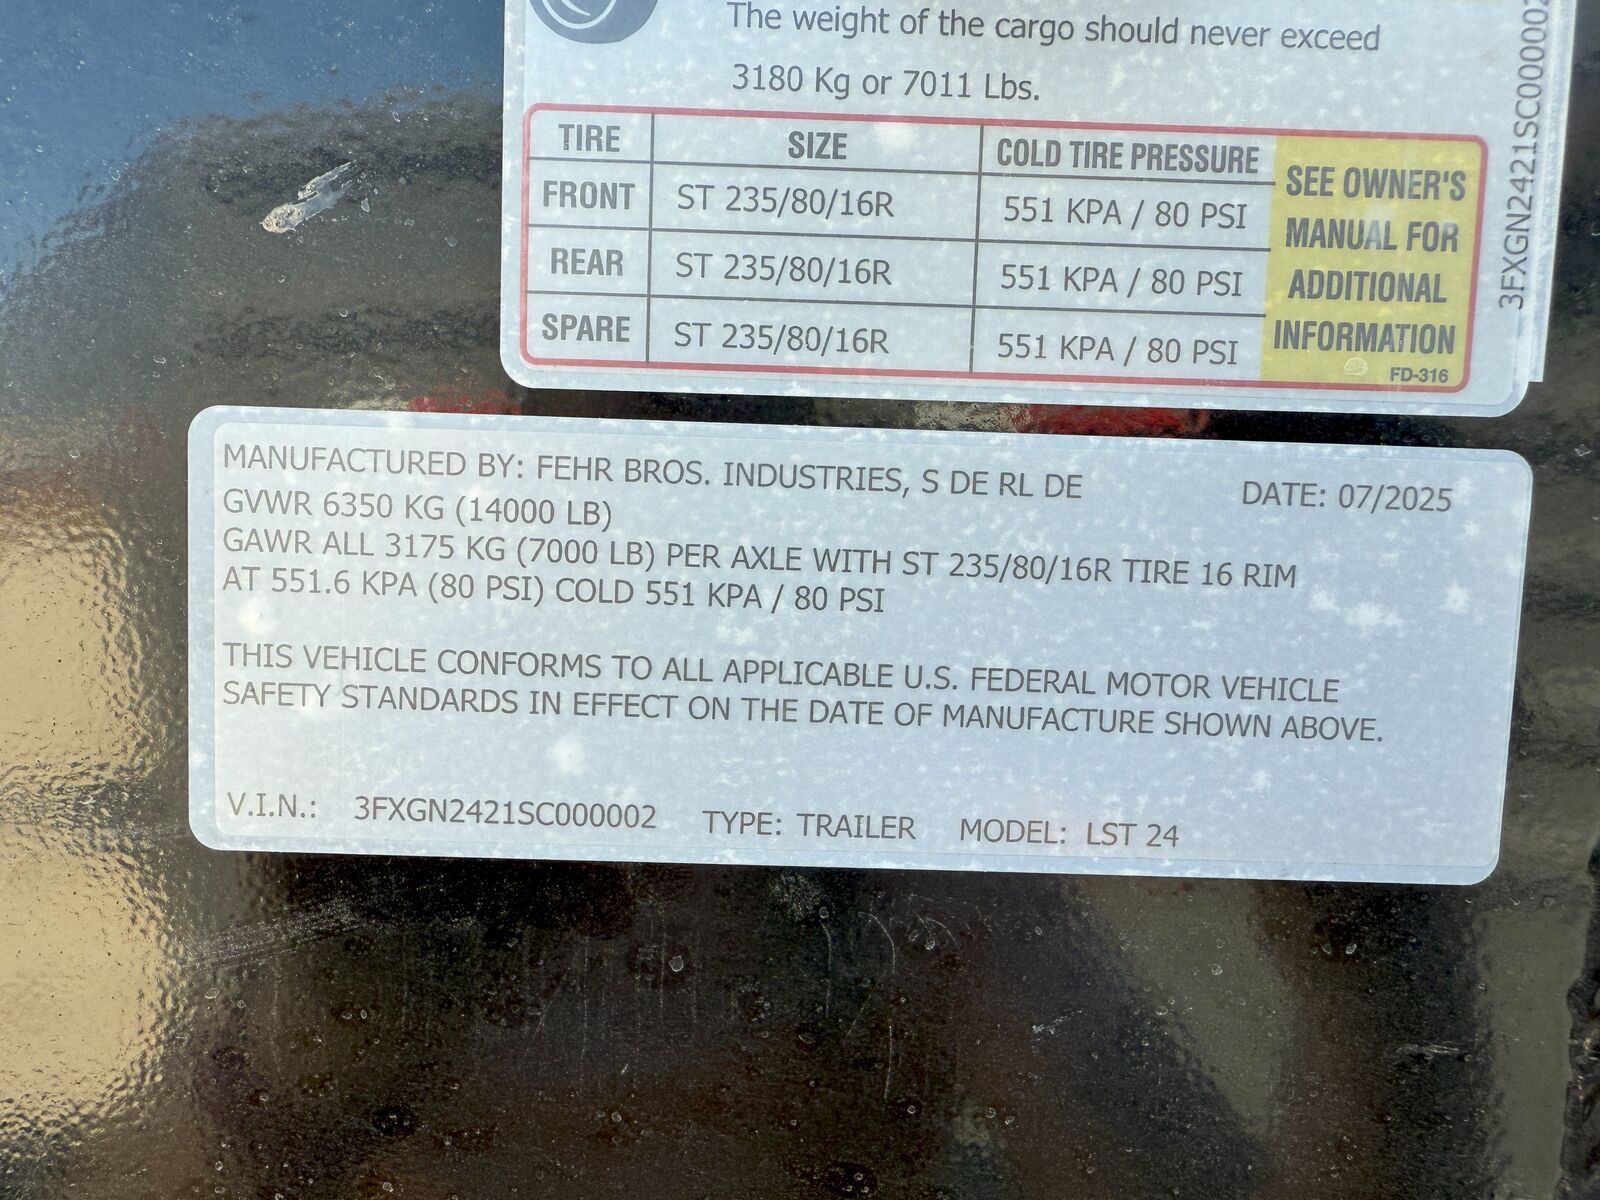 The weight of the cargo should never exceed
3180 Kg or 7011 Lbs.
TIRE SIZE COLD TIRE PRESSURE
FRONT ST 235/80/16R 551 KPA / 80 PSI
REAR ST 235/80/16R 551 KPA / 80 PSI
SPARE ST 235/80/16R 551 KPA / 80 PSI
SEE OWNER'S
MANUAL FOR
ADDITIONAL
INFORMATION
FD-316
3FXGN2421SC000002
MANUFACTURED BY: FEHR BROS. INDUSTRIES, S DE RL DE DATE: 07/2025
GVWR 6350 KG (14000 LB)
GAWR ALL 3175 KG (7000 LB) PER AXLE WITH ST 235/80/16R TIRE 16 RIM
AT 551.6 KPA (80 PSI) COLD 551 KPA / 80 PSI
THIS VEHICLE CONFORMS TO ALL APPLICABLE U.S. FEDERAL MOTOR VEHICLE
SAFETY STANDARDS IN EFFECT ON THE DATE OF MANUFACTURE SHOWN ABOVE.
V.I.N.: 3FXGN2421SC000002 TYPE: TRAILER MODEL: LST 24